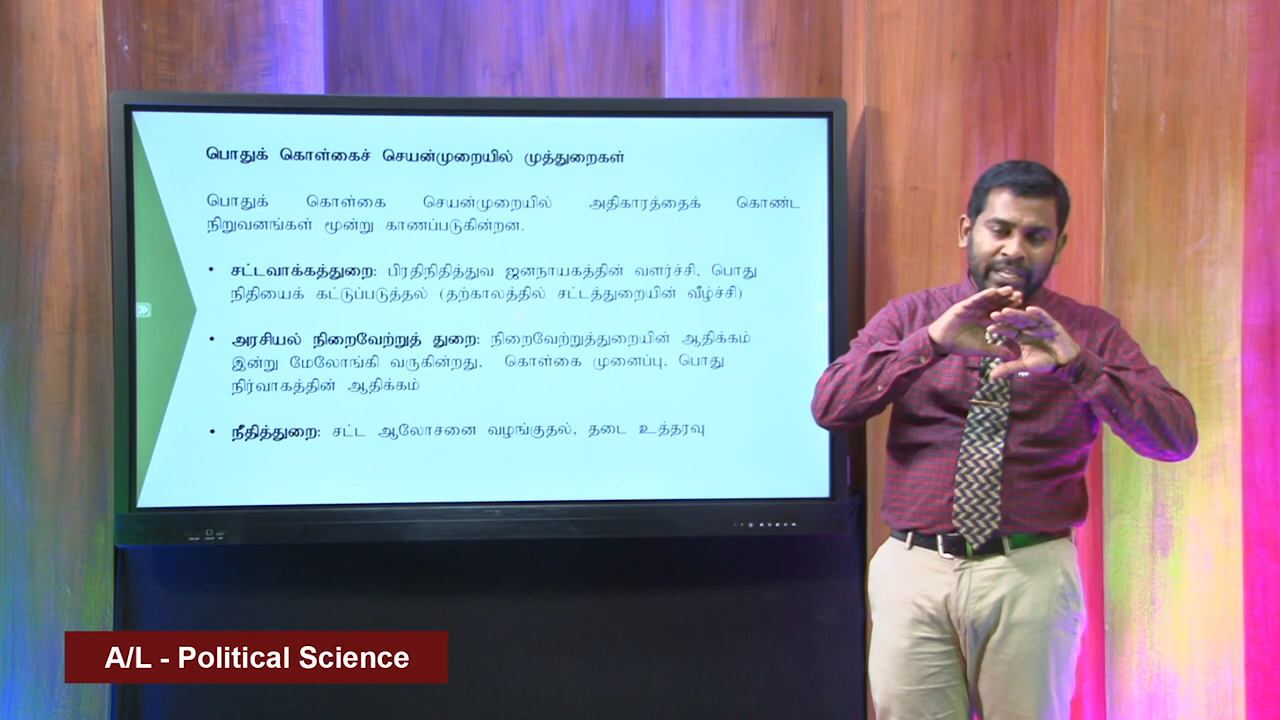 பொதுக் கொள்கைச் செயன்முறையில் முத்துறைகள்
பொதுக் கொள்கை செயன்முறையில் அதிகாரத்தைக் கொண்ட
நிறுவனங்கள் மூன்று காணப்படுகின்றன.
• சட்டவாக்கத்துறை: பிரதிநிதித்துவ ஜனநாயகத்தின் வளர்ச்சி, பொது
நிதியைக் கட்டுப்படுத்தல் (தற்காலத்தில் சட்டத்துறையின் வீழ்ச்சி)
• அரசியல் நிறைவேற்றுத் துறை: நிறைவேற்றுத்துறையின் ஆதிக்கம்
இன்று மேலோங்கி வருகின்றது, கொள்கை முனைப்பு, பொது
நிர்வாகத்தின் ஆதிக்கம்
• நீதித்துறை: சட்ட ஆலோசனை வழங்குதல், தடை உத்தரவு
A/L - Political Science